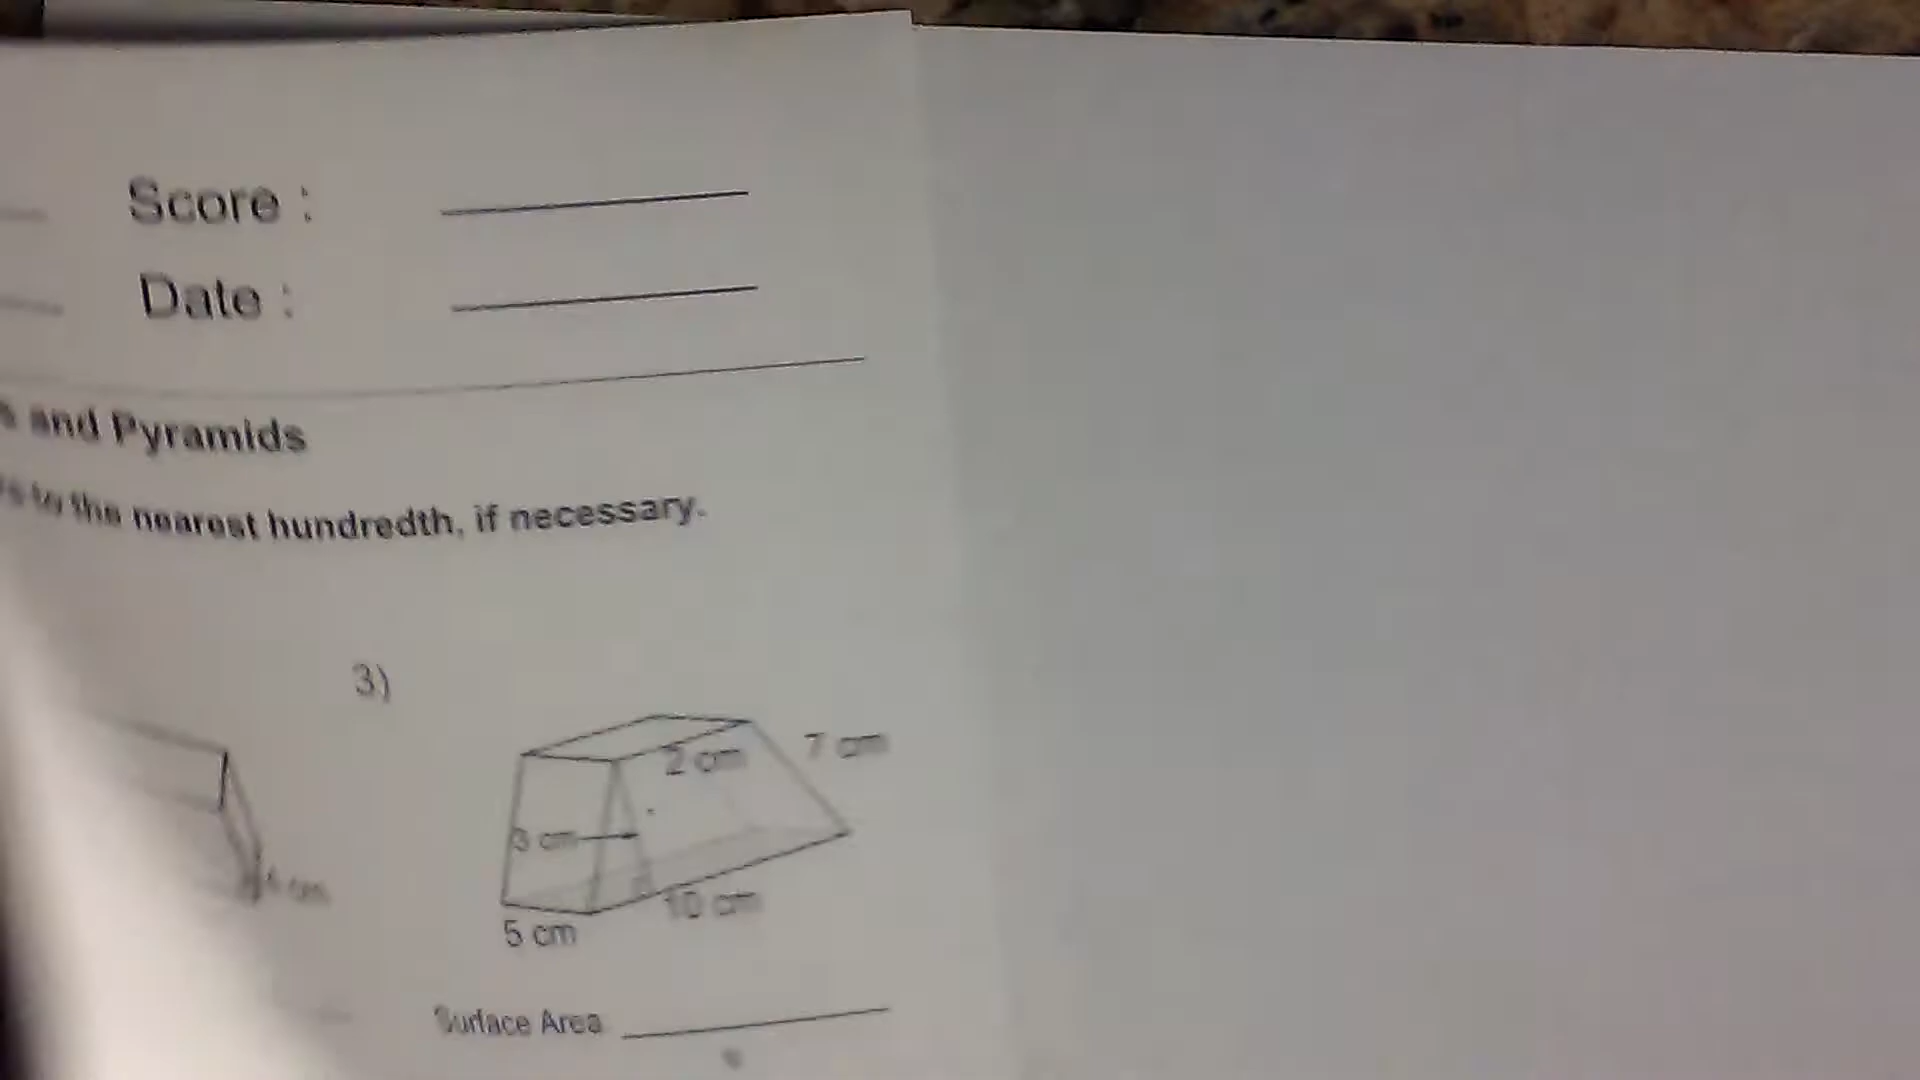 Score :
Date :
and Pyramids
to the nearest hundredth, if necessary.
3)
2 cm
7 cm
3 cm
10 cm
5 cm
Surface Area